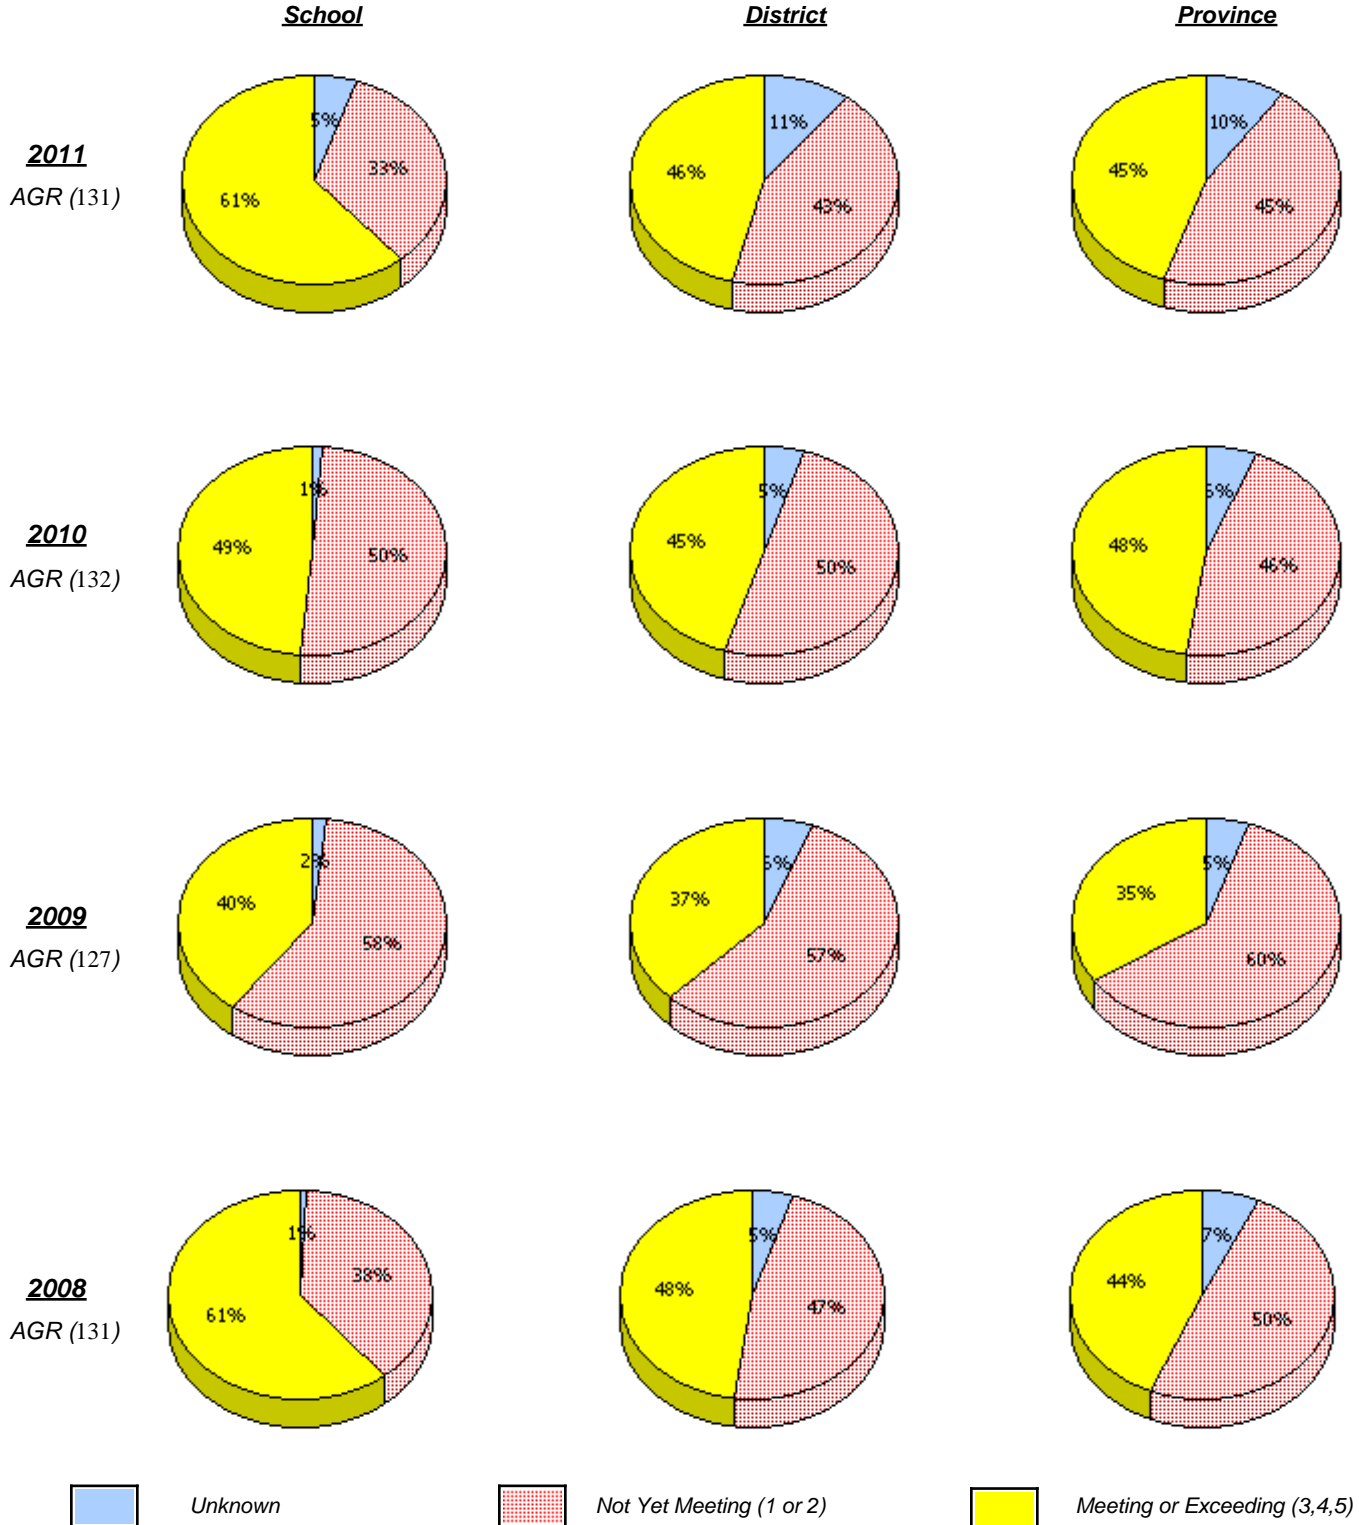 School District Province
5% 33% 61%
11% 43% 46%
10% 45% 45%
2011
AGR (131)
1% 50% 49%
5% 50% 45%
6% 46% 48%
2010
AGR (132)
2% 58% 40%
6% 57% 37%
5% 60% 35%
2009
AGR (127)
1% 38% 61%
5% 47% 48%
7% 50% 44%
2008
AGR (131)
Unknown Not Yet Meeting (1 or 2) Meeting or Exceeding (3,4,5)